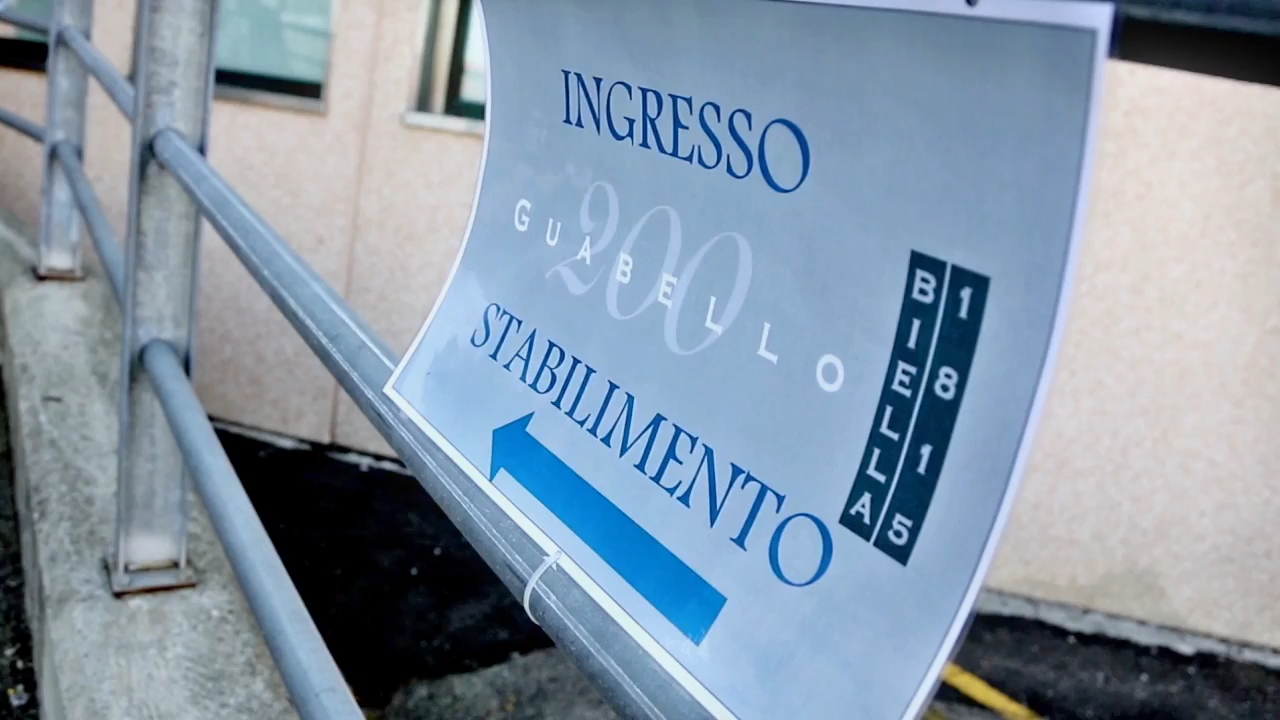 INGRESSO
200
GUABELLO
STABILIMENTO
BIELLA
1815